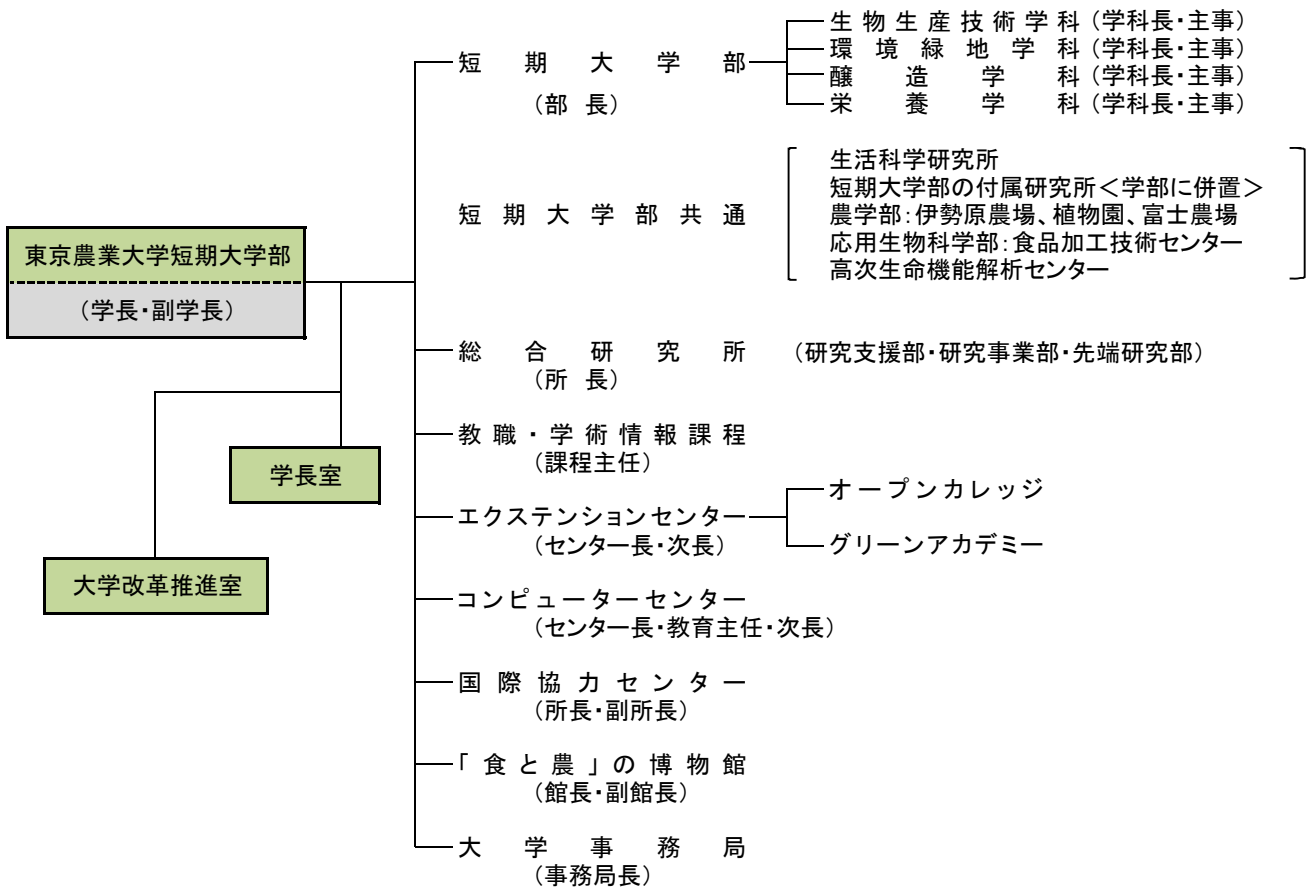 東京農業大学短期大学部
（学長・副学長）
学長室
大学改革推進室
短期大学部
（部 長）
生物生産技術学科（学科長・主事）
環境緑地学科（学科長・主事）
醸造学科（学科長・主事）
栄養学科（学科長・主事）
短期大学部共通
生活科学研究所
短期大学部の付属研究所＜学部に併置＞
農学部：伊勢原農場、植物園、富士農場
応用生物科学部：食品加工技術センター
高次生命機能解析センター
総合研究所 （研究支援部・研究事業部・先端研究部）
（所 長）
教職・学術情報課程
（課程主任）
エクステンションセンター
（センター長・次長）
オープンカレッジ
グリーンアカデミー
コンピューターセンター
（センター長・教育主任・次長）
国際協力センター
（所長・副所長）
「食と農」の博物館
（館長・副館長）
大学事務局
（事務局長）